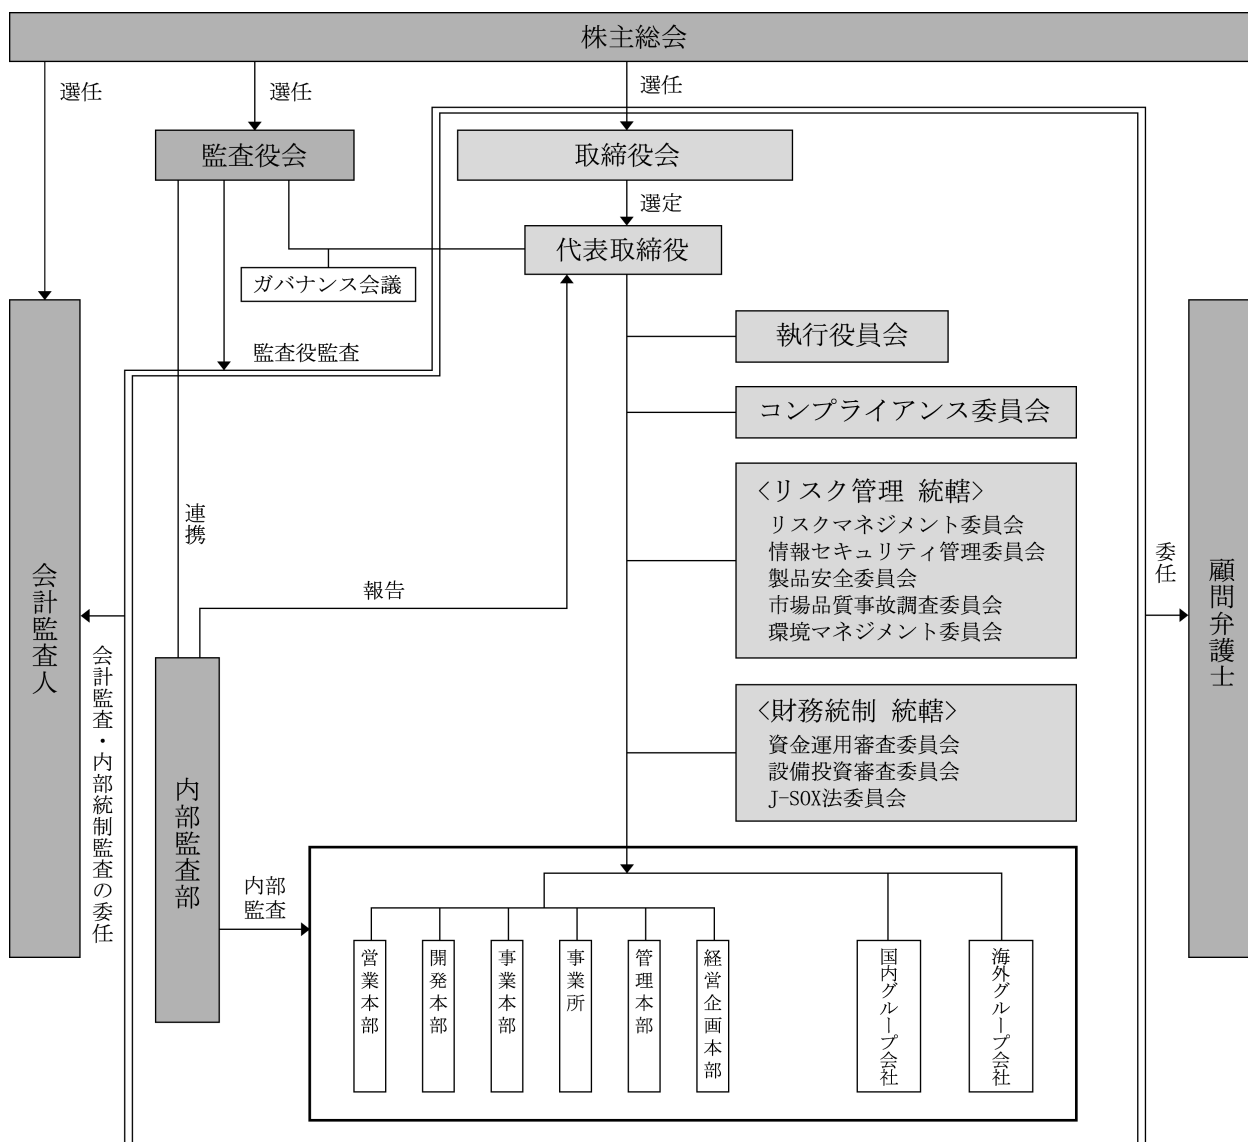 株主総会
選任
選任
選任
監査役会
取締役会
選定
代表取締役
ガバナンス会議
執行役員会
監査役監査
コンプライアンス委員会
<リスク管理 統轄>
リスクマネジメント委員会
情報セキュリティ管理委員会
製品安全委員会
市場品質事故調査委員会
環境マネジメント委員会
連携
委任
会計監査人
顧問弁護士
報告
会計監査・内部統制監査の委任
<財務統制 統轄>
資金運用審査委員会
設備投資審査委員会
J-SOX法委員会
内部監査部
内部
監査
営業本部
開発本部
事業本部
事業所
管理本部
経営企画本部
国内グループ会社
海外グループ会社